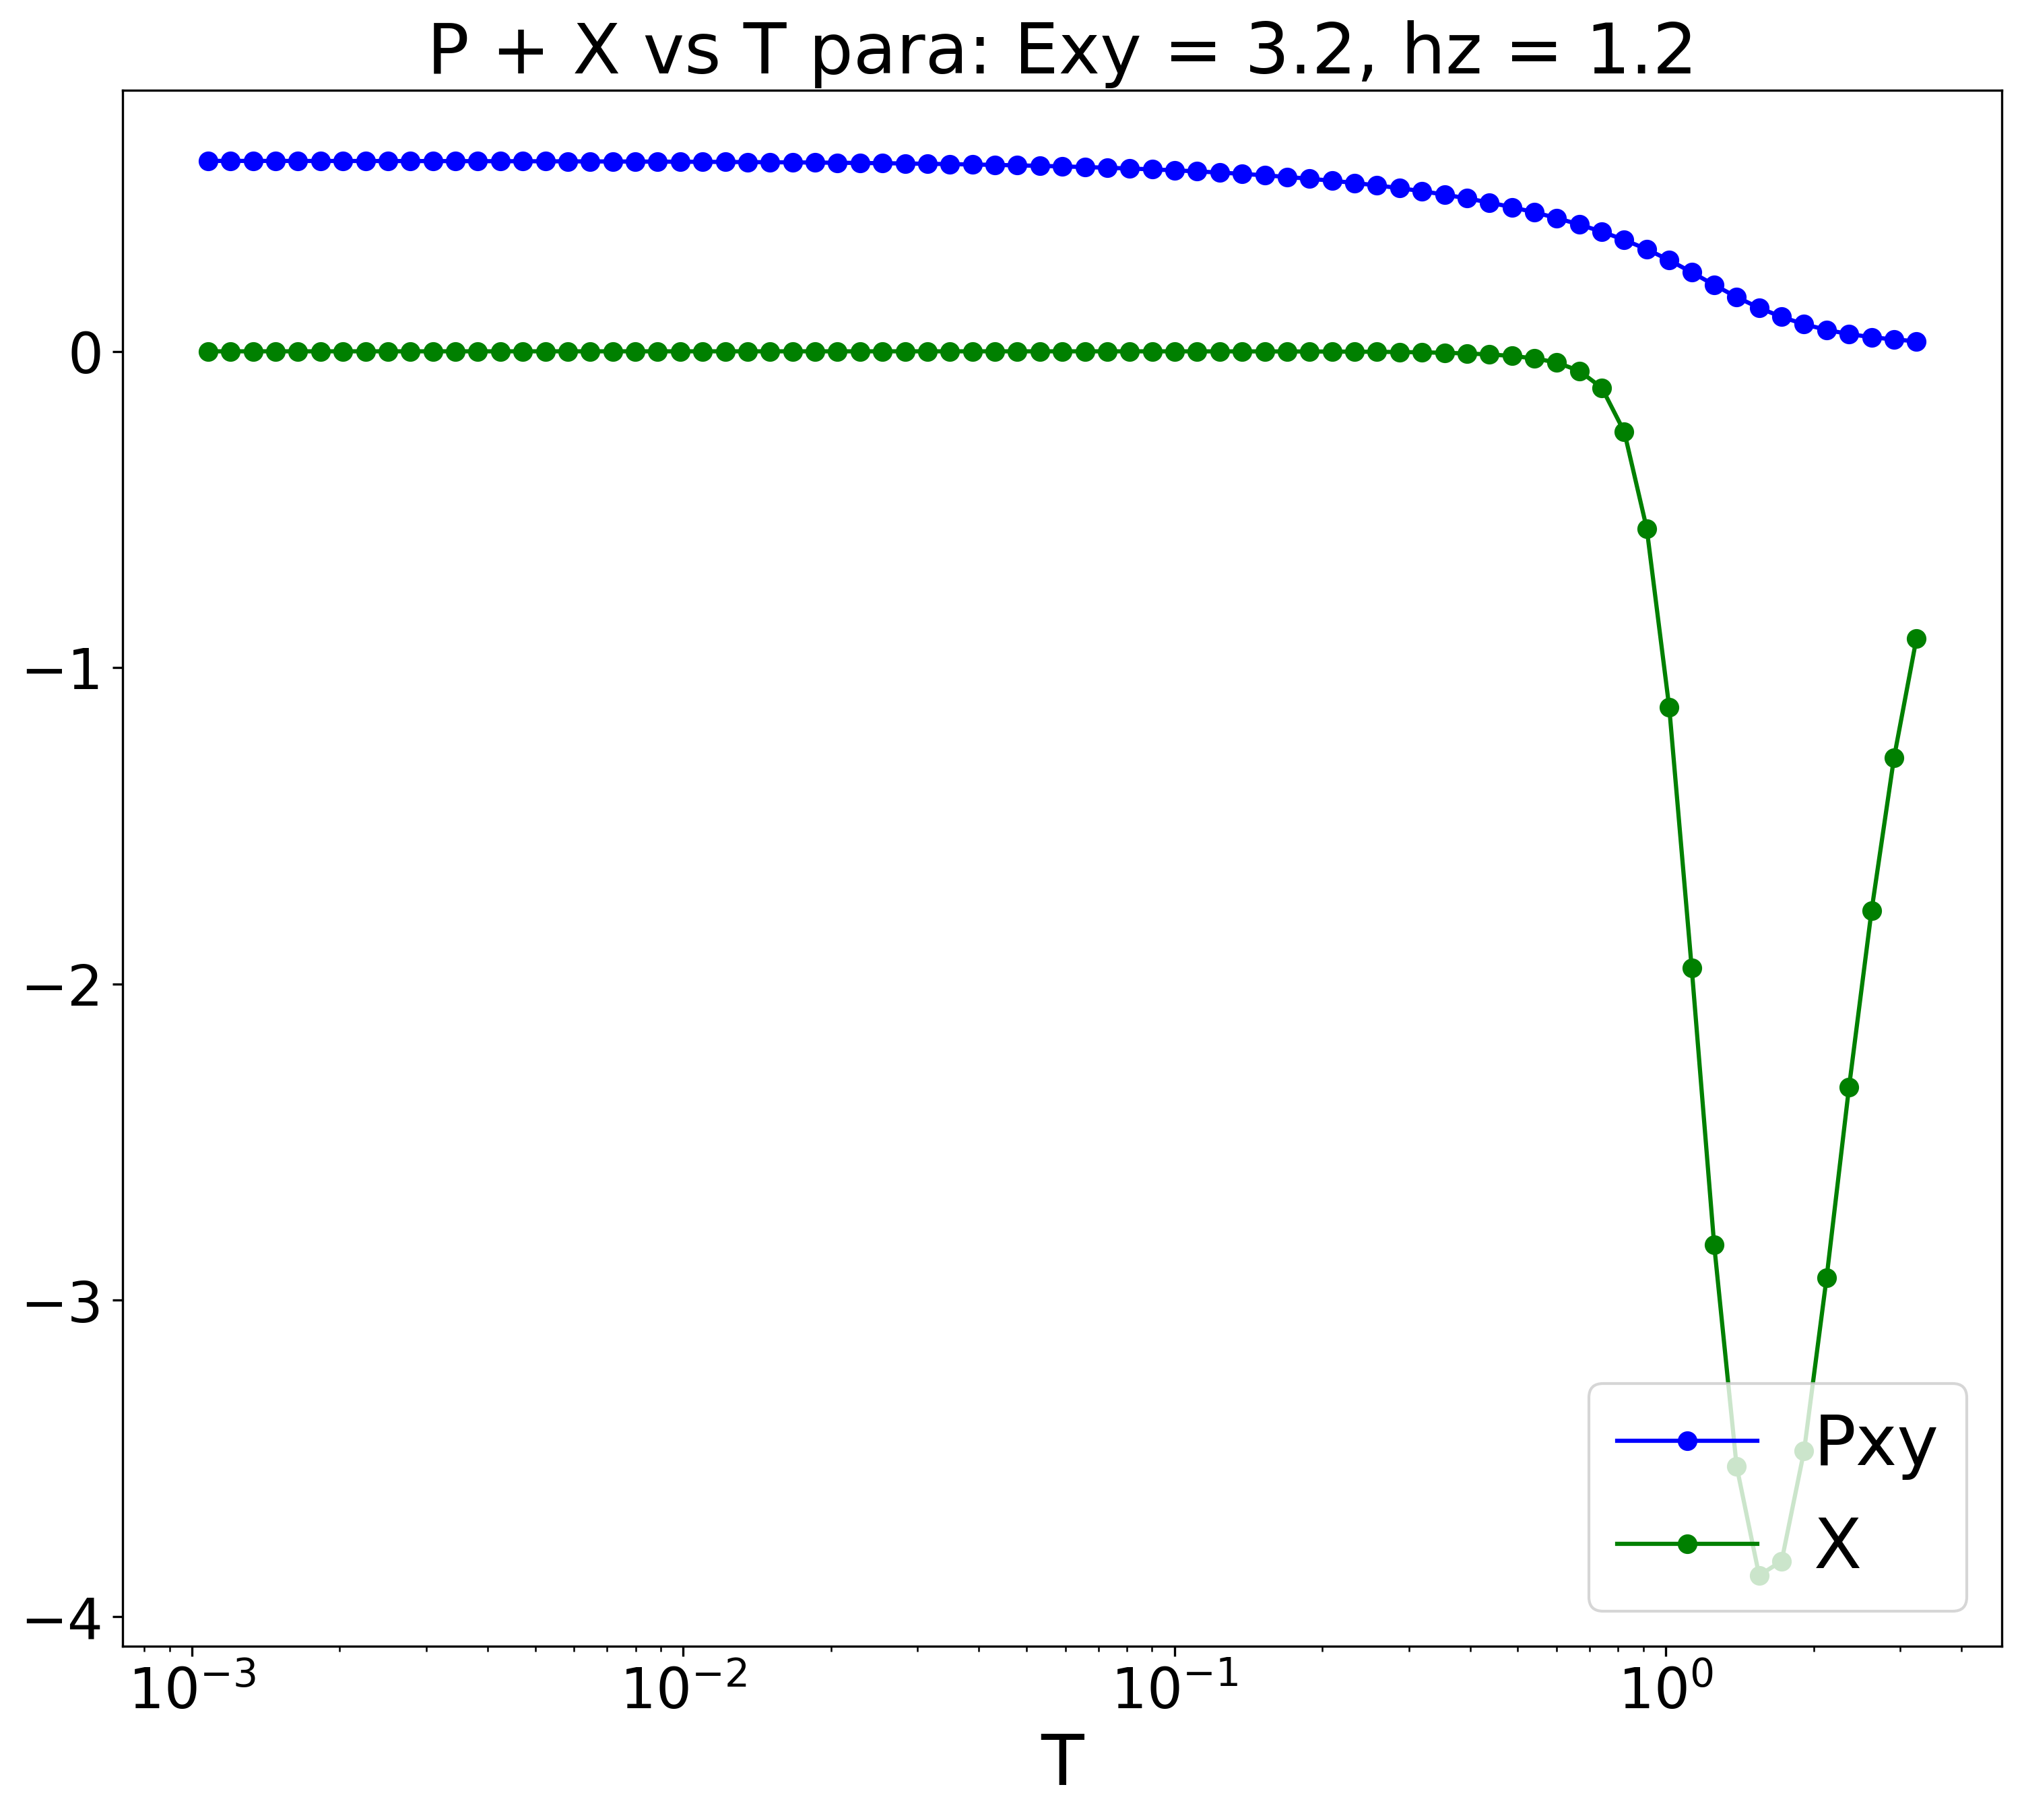 P + X vs T para: Exy = 3.2, hz = 1.2
0
−1
−2
−3
−4
Pxy
X
10⁻³ 10⁻² 10⁻¹ 10⁰
T